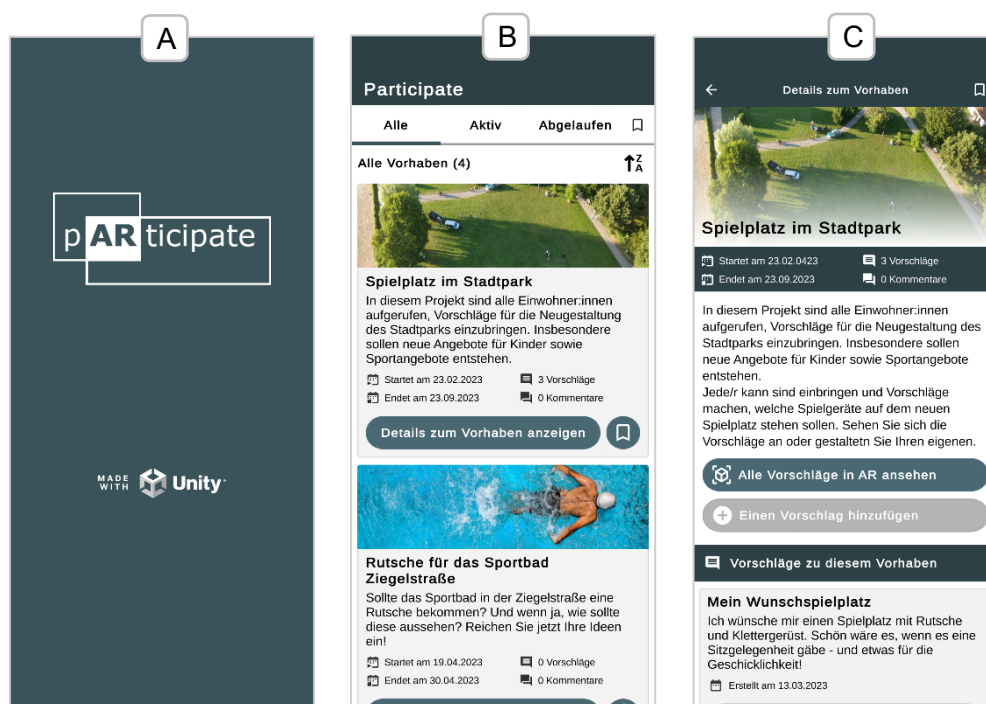 A
pARticipate
MADE
WITH
Unity
B
Participate
Alle Aktiv Abgelaufen
Alle Vorhaben (4)
Z
A
Spielplatz im Stadtpark
In diesem Projekt sind alle Einwohner:innen
aufgerufen, Vorschläge für die Neugestaltung
des Stadtparks einzubringen. Insbesondere
sollen neue Angebote für Kinder sowie
Sportangebote entstehen.
Startet am 23.02.2023 3 Vorschläge
Endet am 23.09.2023 0 Kommentare
Details zum Vorhaben anzeigen
Rutsche für das Sportbad
Ziegelstraße
Sollte das Sportbad in der Ziegelstraße eine
Rutsche bekommen? Und wenn ja, wie sollte
diese aussehen? Reichen Sie jetzt Ihre Ideen
ein!
Startet am 19.04.2023 0 Vorschläge
Endet am 30.04.2023 0 Kommentare
C
Details zum Vorhaben
Spielplatz im Stadtpark
Startet am 23.02.0423 3 Vorschläge
Endet am 23.09.2023 0 Kommentare
In diesem Projekt sind alle Einwohner:innen
aufgerufen, Vorschläge für die Neugestaltung des
Stadtparks einzubringen. Insbesondere sollen
neue Angebote für Kinder sowie Sportangebote
entstehen.
Jede/r kann sind einbringen und Vorschläge
machen, welche Spielgeräte auf dem neuen
Spielplatz stehen sollen. Sehen Sie sich die
Vorschläge an oder gestaltetn Sie Ihren eigenen.
Alle Vorschläge in AR ansehen
Einen Vorschlag hinzufügen
Vorschläge zu diesem Vorhaben
Mein Wunschspielplatz
Ich wünsche mir einen Spielplatz mit Rutsche
und Klettergerüst. Schön wäre es, wenn es eine
Sitzgelegenheit gäbe - und etwas für die
Geschicklichkeit!
Erstellt am 13.03.2023